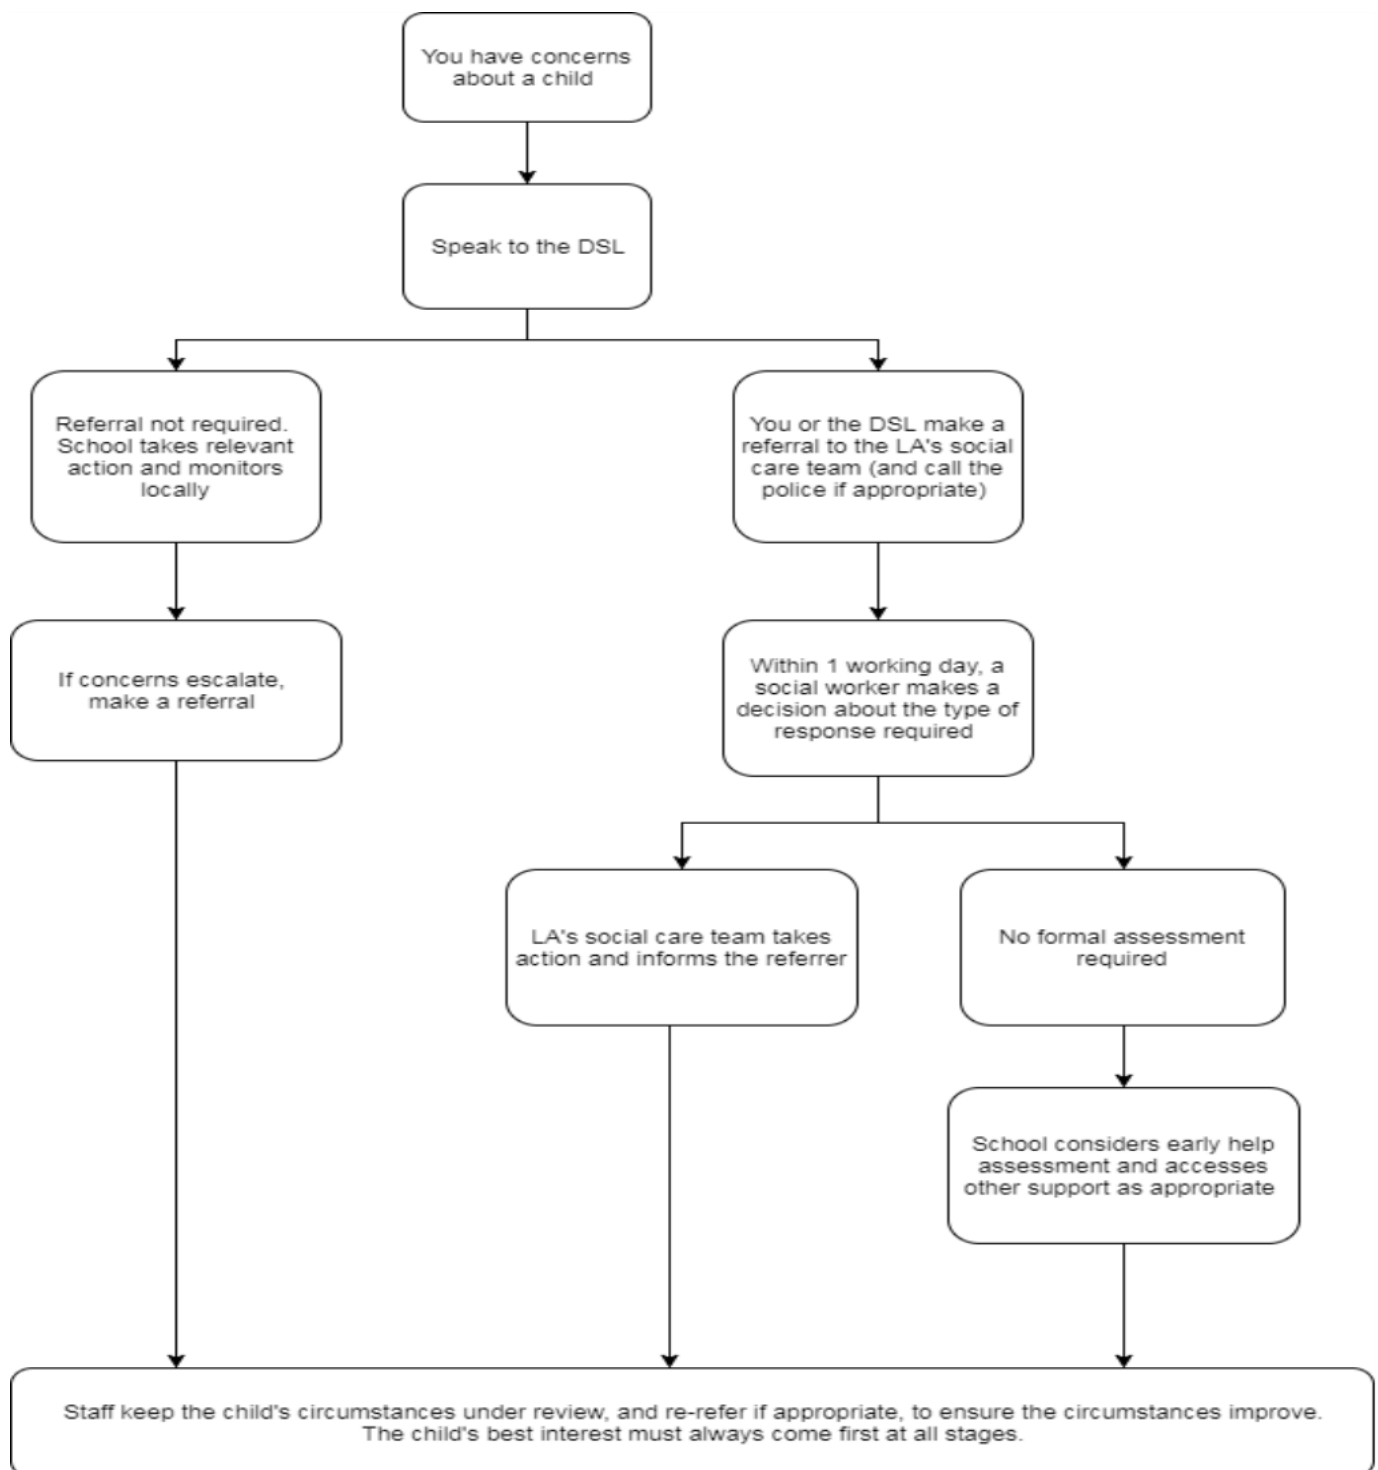 You have concerns
about a child
Speak to the DSL
Referral not required.
School takes relevant
action and monitors
locally
You or the DSL make a
referral to the LA's social
care team (and call the
police if appropriate)
If concerns escalate,
make a referral
Within 1 working day, a
social worker makes a
decision about the type of
response required
LA's social care team takes
action and informs the referrer
No formal assessment
required
School considers early help
assessment and accesses
other support as appropriate
Staff keep the child's circumstances under review, and re-refer if appropriate, to ensure the circumstances improve.
The child's best interest must always come first at all stages.